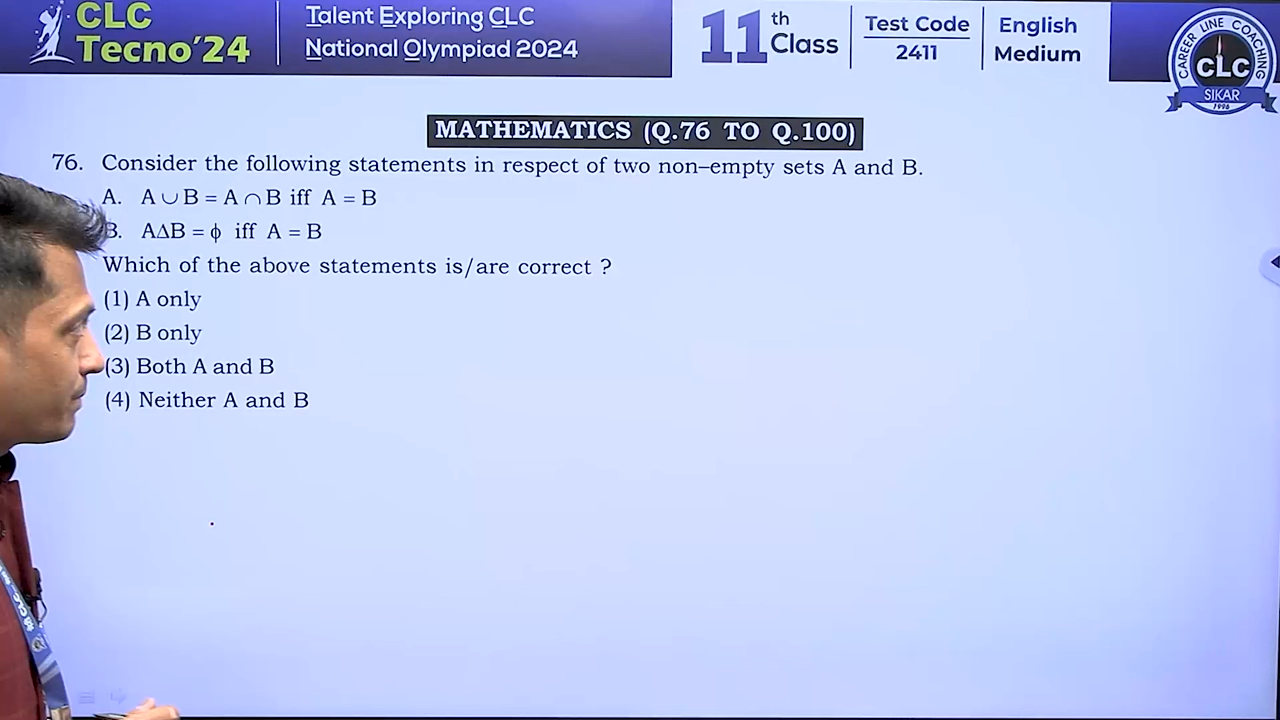 CLC
Tecno'24
Talent Exploring CLC
National Olympiad 2024
11th Class
Test Code
2411
English
Medium
CAREER LINE COACHING
CLC
SIKAR
1996
MATHEMATICS (Q.76 TO Q.100)
76. Consider the following statements in respect of two non–empty sets A and B.
A. A ∪ B = A ∩ B iff A = B
B. AΔB = ϕ iff A = B
Which of the above statements is/are correct ?
(1) A only
(2) B only
(3) Both A and B
(4) Neither A and B